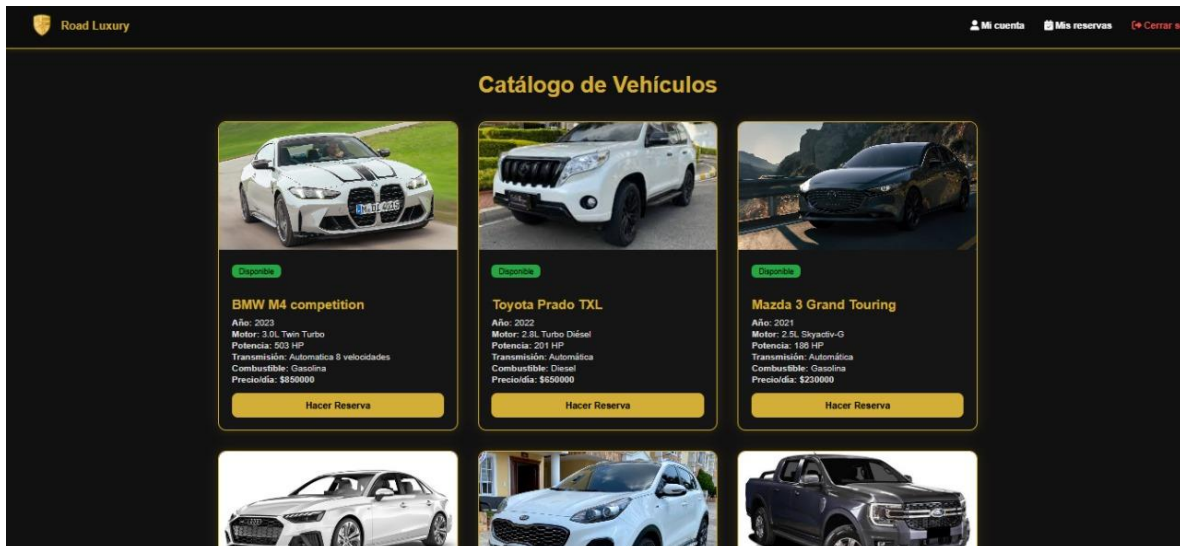 Road Luxury
Mi cuenta
Mis reservas
Cerrar s
Catálogo de Vehículos
Disponible
BMW M4 competition
Año: 2023
Motor: 3.0L Twin Turbo
Potencia: 503 HP
Transmisión: Automatica 8 velocidades
Combustible: Gasolina
Precio/día: $850000
Hacer Reserva
Disponible
Toyota Prado TXL
Año: 2022
Motor: 2.8L Turbo Diésel
Potencia: 201 HP
Transmisión: Automática
Combustible: Diesel
Precio/día: $650000
Hacer Reserva
Disponible
Mazda 3 Grand Touring
Año: 2021
Motor: 2.5L Skyactiv-G
Potencia: 186 HP
Transmisión: Automática
Combustible: Gasolina
Precio/día: $230000
Hacer Reserva